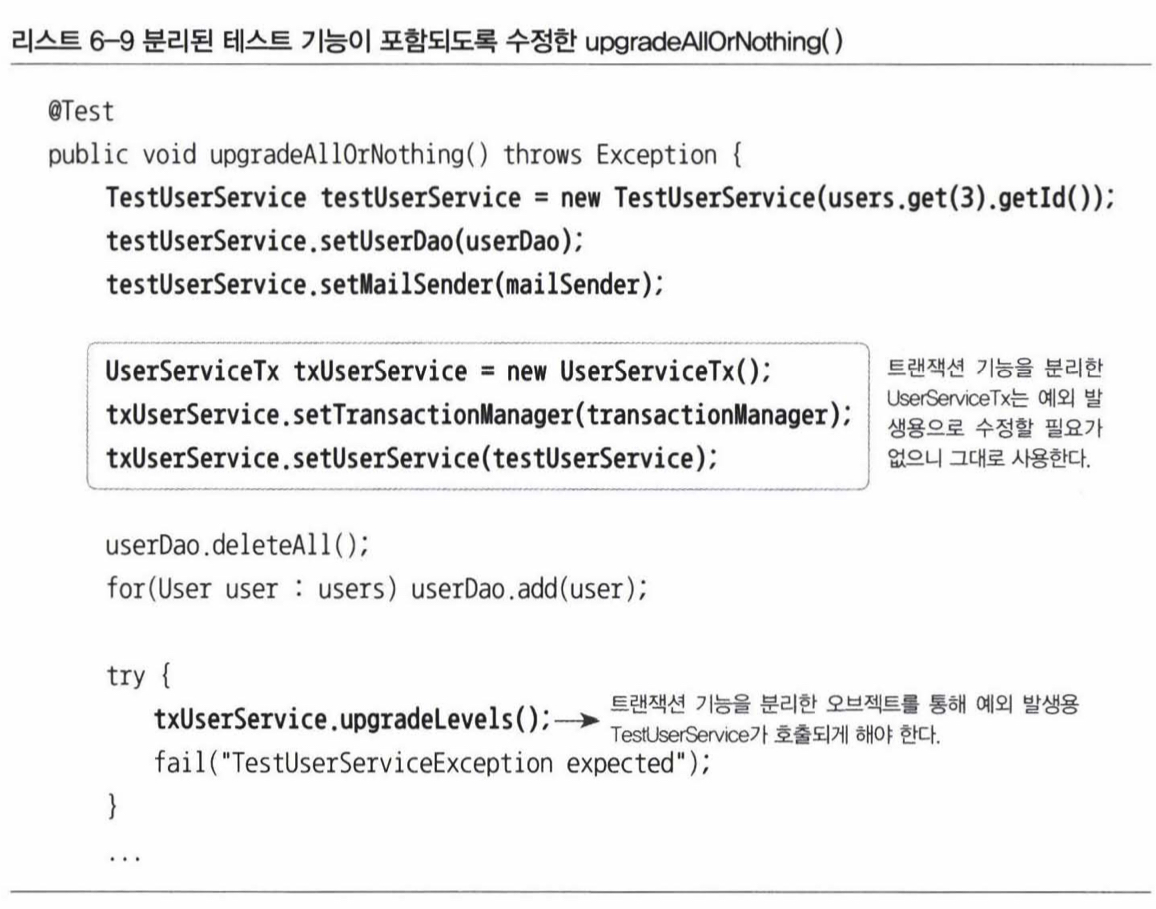 리스트 6-9 분리된 테스트 기능이 포함되도록 수정한 upgradeAllOrNothing()
@Test
public void upgradeAllOrNothing() throws Exception {
TestUserService testUserService = new TestUserService(users.get(3).getId());
testUserService.setUserDao(userDao);
testUserService.setMailSender(mailSender);
UserServiceTx txUserService = new UserServiceTx();
txUserService.setTransactionManager(transactionManager);
txUserService.setUserService(testUserService);
트랜잭션 기능을 분리한
UserServiceTx는 예외 발
생용으로 수정할 필요가
없으니 그대로 사용한다.
userDao.deleteAll();
for(User user : users) userDao.add(user);
try {
txUserService.upgradeLevels();
트랜잭션 기능을 분리한 오브젝트를 통해 예외 발생용
TestUserService가 호출되게 해야 한다.
fail("TestUserServiceException expected");
}
...